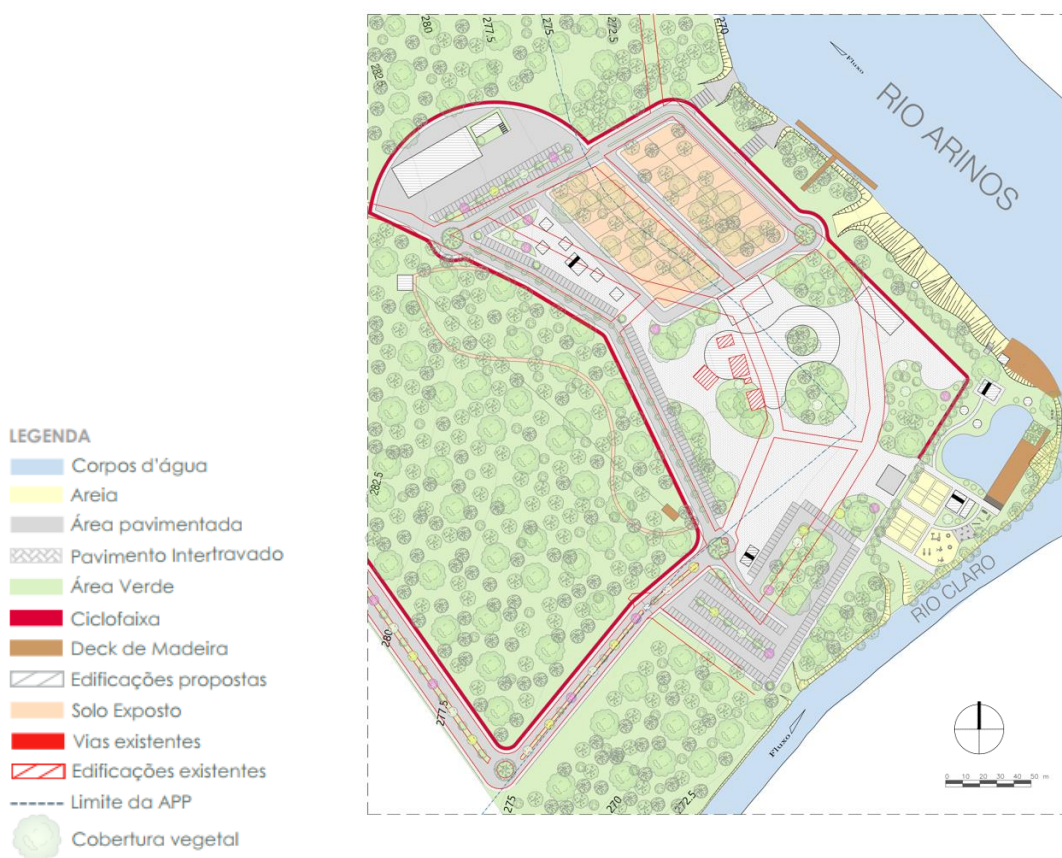 LEGENDA
Corpos d'água
Areia
Área pavimentada
Pavimento Intertravado
Área Verde
Ciclofaixa
Deck de Madeira
Edificações propostas
Solo Exposto
Vias existentes
Edificações existentes
Limite da APP
Cobertura vegetal
280
277.5
275
272.5
270
282.5
Fluxo
RIO ARINOS
282.5
RIO CLARO
280
277.5
Fluxo
275
270
272.5
0 10 20 30 40 50 m